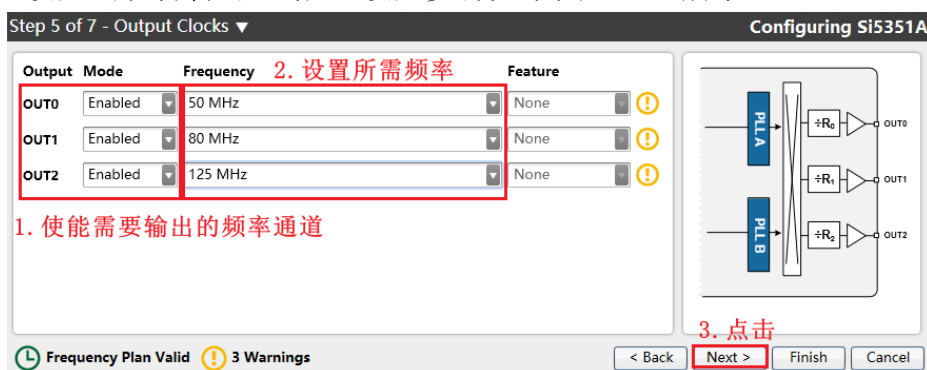 Step 5 of 7 - Output Clocks ▼
Configuring Si5351A
Output Mode Frequency 2. 设置所需频率 Feature
OUT0 Enabled 50 MHz None
OUT1 Enabled 80 MHz None
OUT2 Enabled 125 MHz None
1. 使能需要输出的频率通道
PLL A
PLL B
÷R₀ OUT0
÷R₁ OUT1
÷R₂ OUT2
3. 点击
Frequency Plan Valid 3 Warnings
< Back Next > Finish Cancel